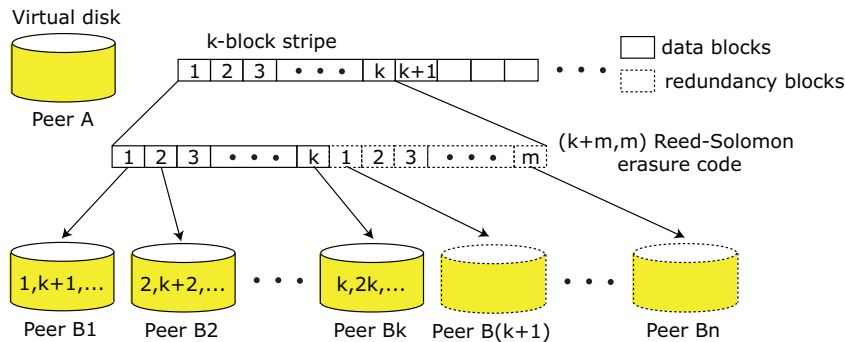 Virtual disk
k-block stripe
data blocks
1 2 3 • • • k k+1 • • •
redundancy blocks
Peer A
(k+m,m) Reed-Solomon
erasure code
1 2 3 • • • k 1 2 3 • • • m
1,k+1,... 2,k+2,... • • • k,2k,... • • •
Peer B1 Peer B2 Peer Bk Peer B(k+1) Peer Bn